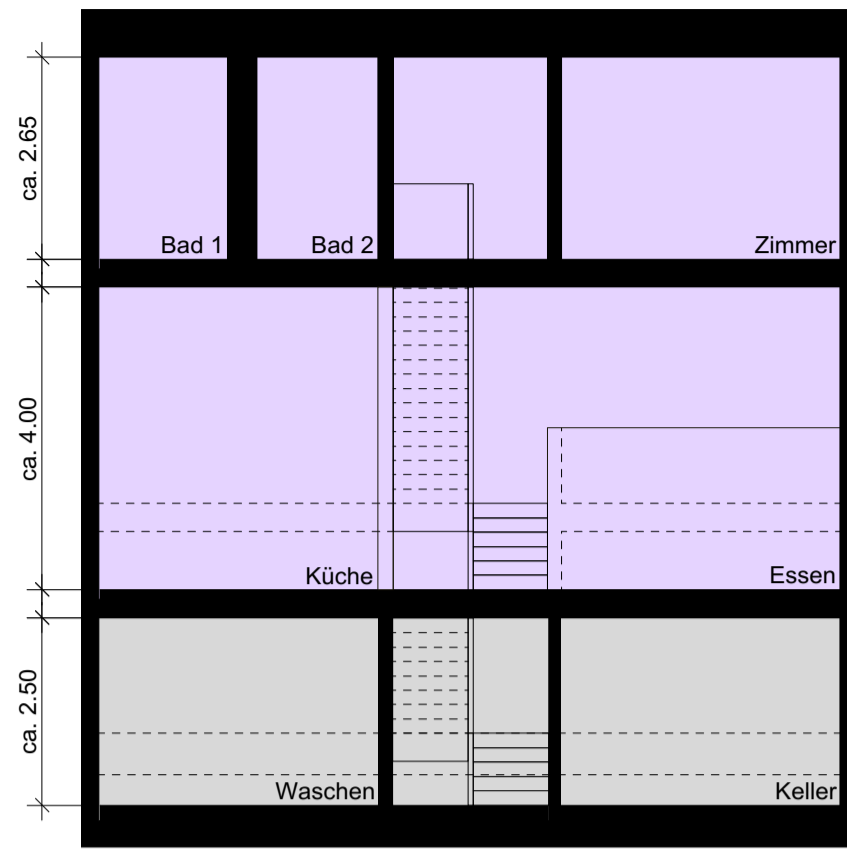 ca. 2.65
Bad 1
Bad 2
Zimmer
ca. 4.00
Küche
Essen
ca. 2.50
Waschen
Keller